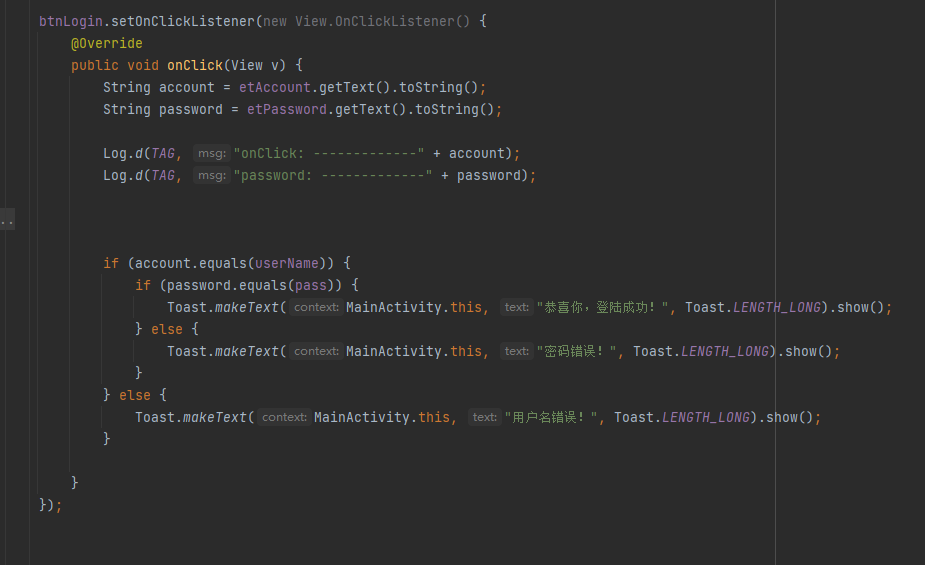 btnLogin.setOnClickListener(new View.OnClickListener() {
@Override
public void onClick(View v) {
String account = etAccount.getText().toString();
String password = etPassword.getText().toString();
Log.d(TAG, msg: "onClick: -------------" + account);
Log.d(TAG, msg: "password: -------------" + password);
..
if (account.equals(userName)) {
if (password.equals(pass)) {
Toast.makeText( context: MainActivity.this, text: "恭喜你，登陆成功！", Toast.LENGTH_LONG).show();
} else {
Toast.makeText( context: MainActivity.this, text: "密码错误！", Toast.LENGTH_LONG).show();
}
} else {
Toast.makeText( context: MainActivity.this, text: "用户名错误！", Toast.LENGTH_LONG).show();
}
}
});